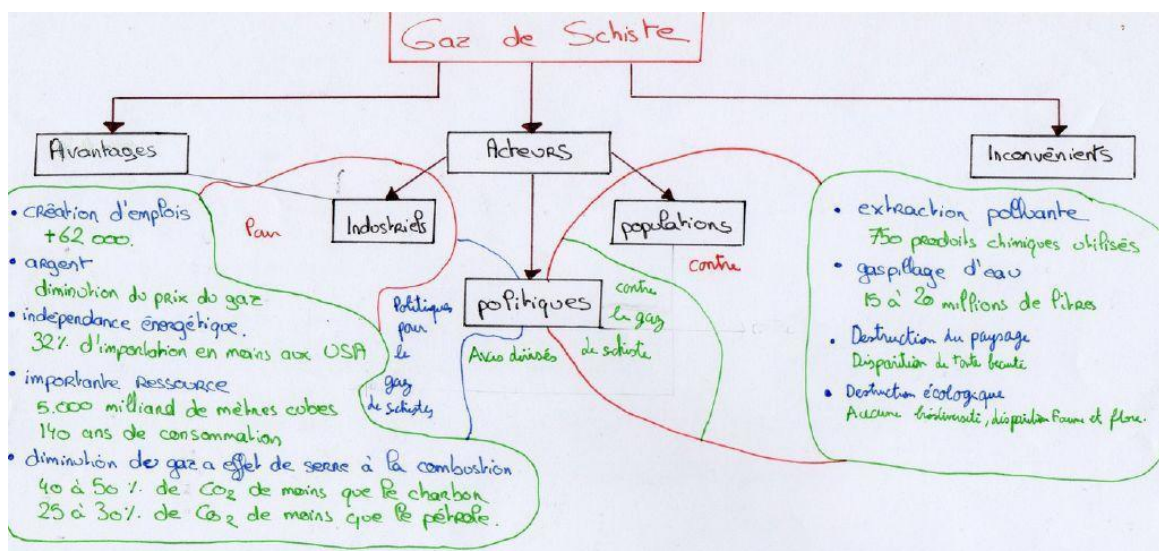 Gaz de Schiste
Avantages
Acteurs
Inconvénients
• création d'emplois
+62 000.
• argent
diminution du prix du gaz
• indépendance énergétique.
32% d'importation en moins aux USA
• importante ressource
5.000 milliard de mètres cubes
140 ans de consommation
• diminution de gaz a effet de serre à la combustion
40 à 50 % de CO2 de moins que le charbon
25 à 30% de CO2 de moins que le pétrole.
Pour
Industriels
populations
contre
politiques
Politiques
pour
le
gaz
de schistes
Avis divisés
contre
le gaz
de schiste
• extraction polluante
750 produits chimiques utilisés
• gaspillage d'eau
15 à 20 millions de litres
• Destruction du paysage
Disparition de toute beauté
• Destruction écologique
Aucune biodiversité, disparition Faune et flore.